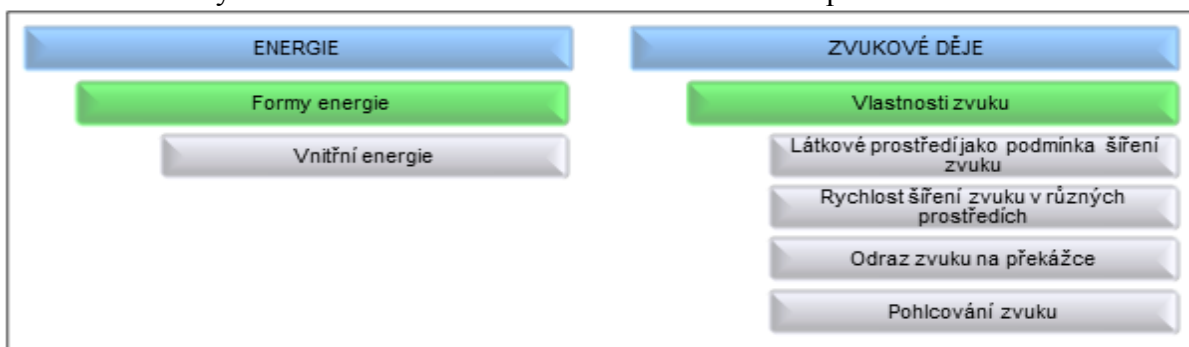 ENERGIE
Formy energie
Vnitřní energie
ZVUKOVÉ DĚJE
Vlastnosti zvuku
Látkové prostředí jako podmínka šíření
zvuku
Rychlost šíření zvuku v různých
prostředích
Odraz zvuku na překážce
Pohlcování zvuku